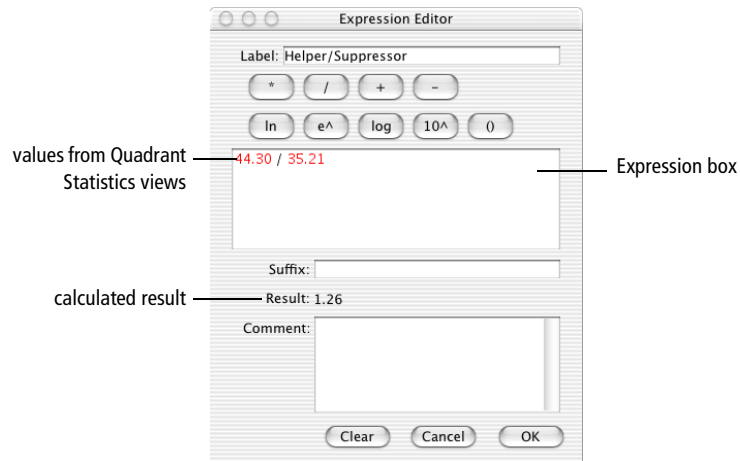 Expression Editor
Label: Helper/Suppressor
* / + -
ln e^ log 10^ ()
values from Quadrant
Statistics views
44.30 / 35.21
Expression box
Suffix:
calculated result
Result: 1.26
Comment:
Clear Cancel OK